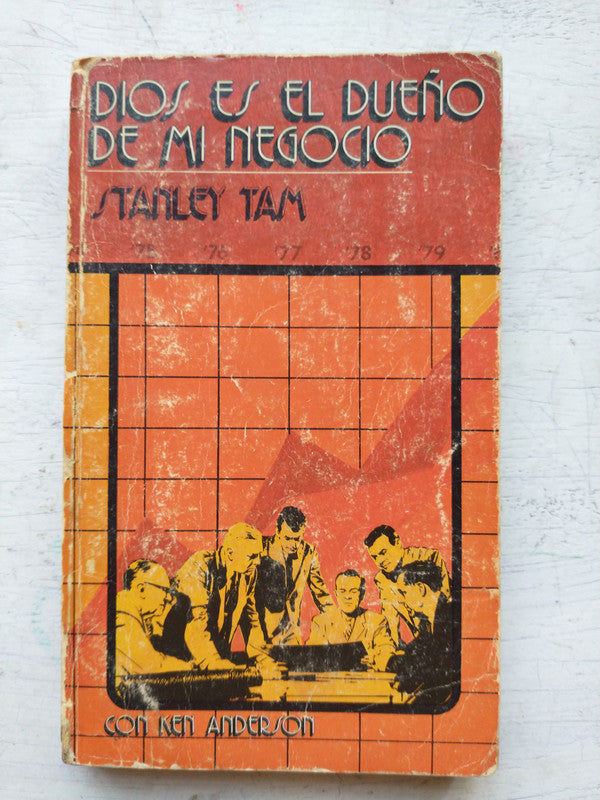 DIOS ES EL DUEÑO
DE MI NEGOCIO
STANLEY TAM
'75 '76 '77 '78 '79
CON KEN ANDERSON